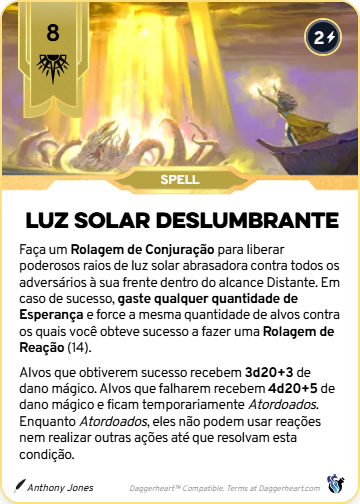 8
2
SPELL
LUZ SOLAR DESLUMBRANTE
Faça um Rolagem de Conjuração para liberar
poderosos raios de luz solar abrasadora contra todos os
adversários à sua frente dentro do alcance Distante. Em
caso de sucesso, gaste qualquer quantidade de
Esperança e force a mesma quantidade de alvos contra
os quais você obteve sucesso a fazer uma Rolagem de
Reação (14).
Alvos que obtiverem sucesso recebem 3d20+3 de
dano mágico. Alvos que falharem recebem 4d20+5 de
dano mágico e ficam temporariamente Atordoados.
Enquanto Atordoados, eles não podem usar reações
nem realizar outras ações até que resolvam esta
condição.
Anthony Jones
Daggerheart™ Compatible. Terms at Daggerheart.com